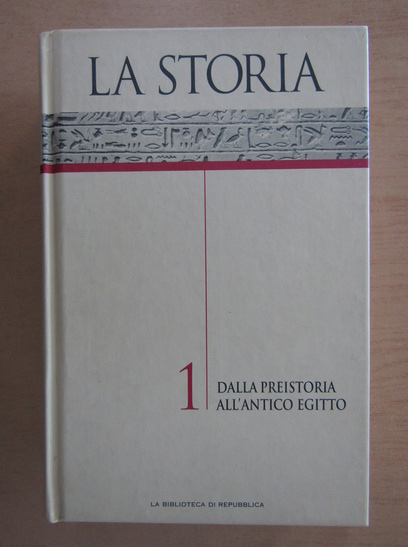 LA STORIA
1
DALLA PREISTORIA
ALL'ANTICO EGITTO
LA BIBLIOTECA DI REPUBBLICA